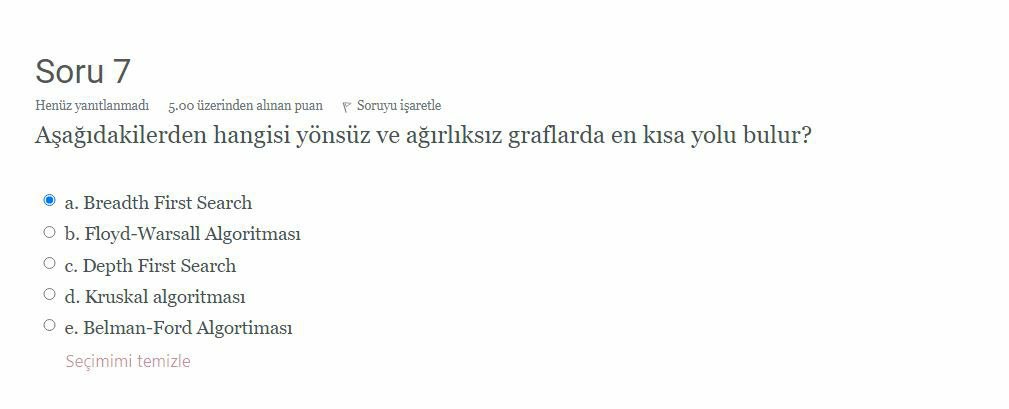 Soru 7
Henüz yanıtlanmadı 5.00 üzerinden alınan puan Soruyu işaretle
Aşağıdakilerden hangisi yönsüz ve ağırlıksız graflarda en kısa yolu bulur?
a. Breadth First Search
b. Floyd-Warsall Algoritması
c. Depth First Search
d. Kruskal algoritması
e. Belman-Ford Algortiması
Seçimimi temizle